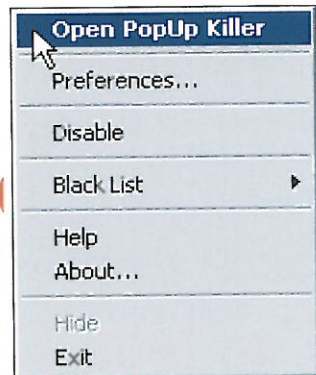 Open PopUp Killer
Preferences...
Disable
Black List
Help
About...
Hide
Exit